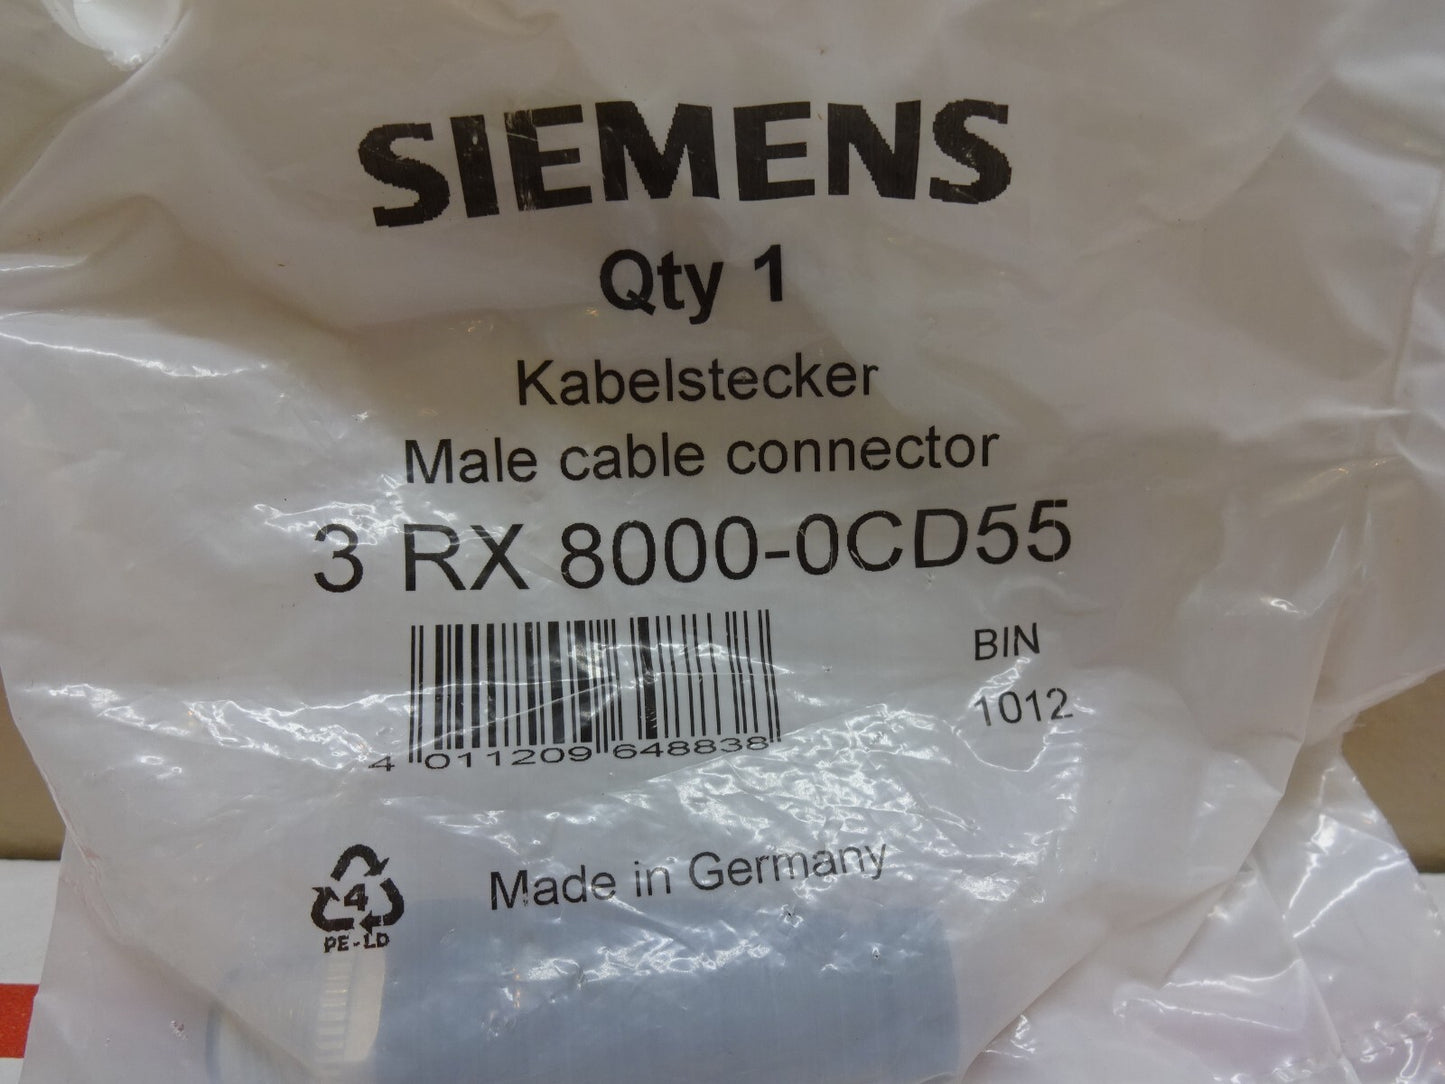 SIEMENS
Qty 1
Kabelstecker
Male cable connector
3 RX 8000-0CD55
BIN
1012
4 011209 648838
Made in Germany
4
PE-LD